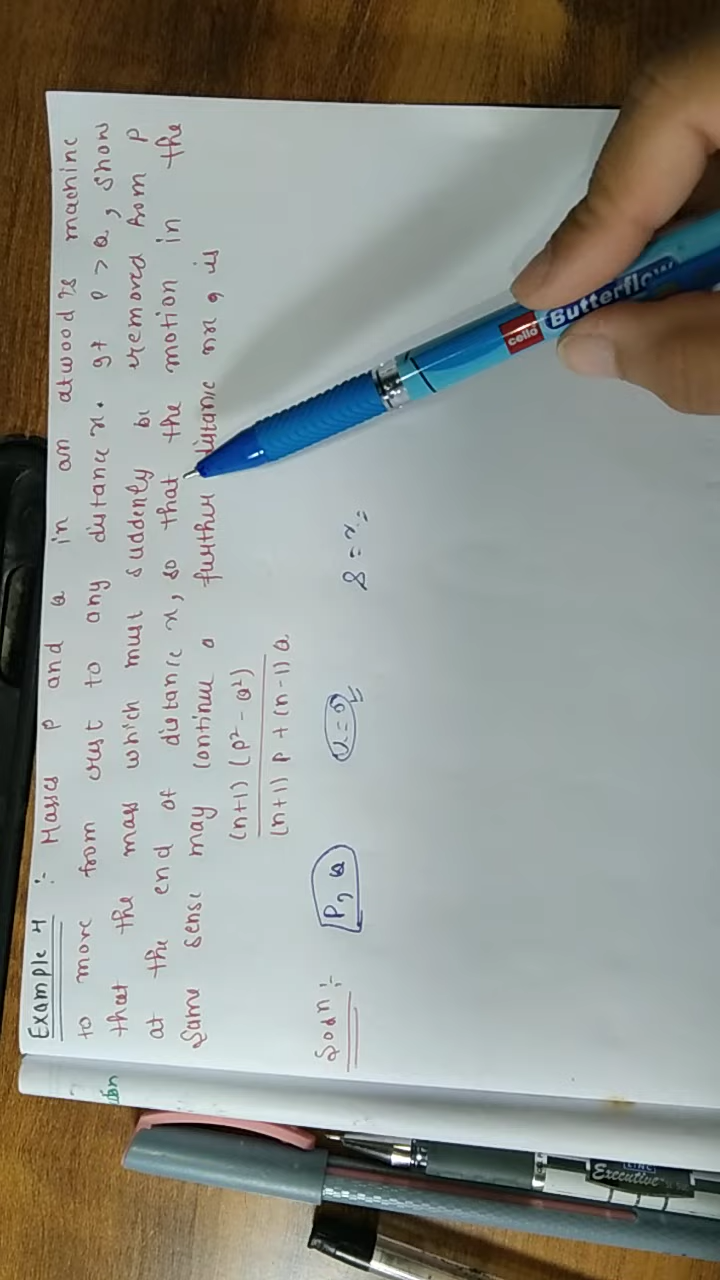 Example 4 :- Masses P and Q in an atwood's machine
to move from rest to any distance x. If P > Q, show
that the mass which must suddenly be removed from P
at the end of distance x, so that the motion in the
Same sense may continue a further distance nx, is
(n+1) (P² - Q²)
(n+1) P + (n-1) Q
Soln :- P, Q u=0 S = x
cello
Butterflow
LINC
Executive